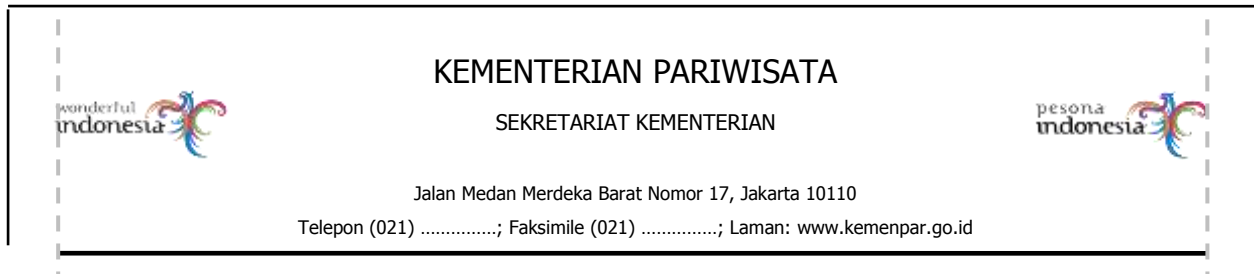 KEMENTERIAN PARIWISATA
wonderful
indonesia
SEKRETARIAT KEMENTERIAN
pesona
indonesia
Jalan Medan Merdeka Barat Nomor 17, Jakarta 10110
Telepon (021) ...............; Faksimile (021) ...............; Laman: www.kemenpar.go.id